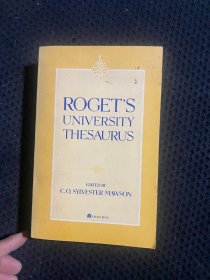 ROGET'S
UNIVERSITY
THESAURUS
EDITED BY
C.O. SYLVESTER MAWSON